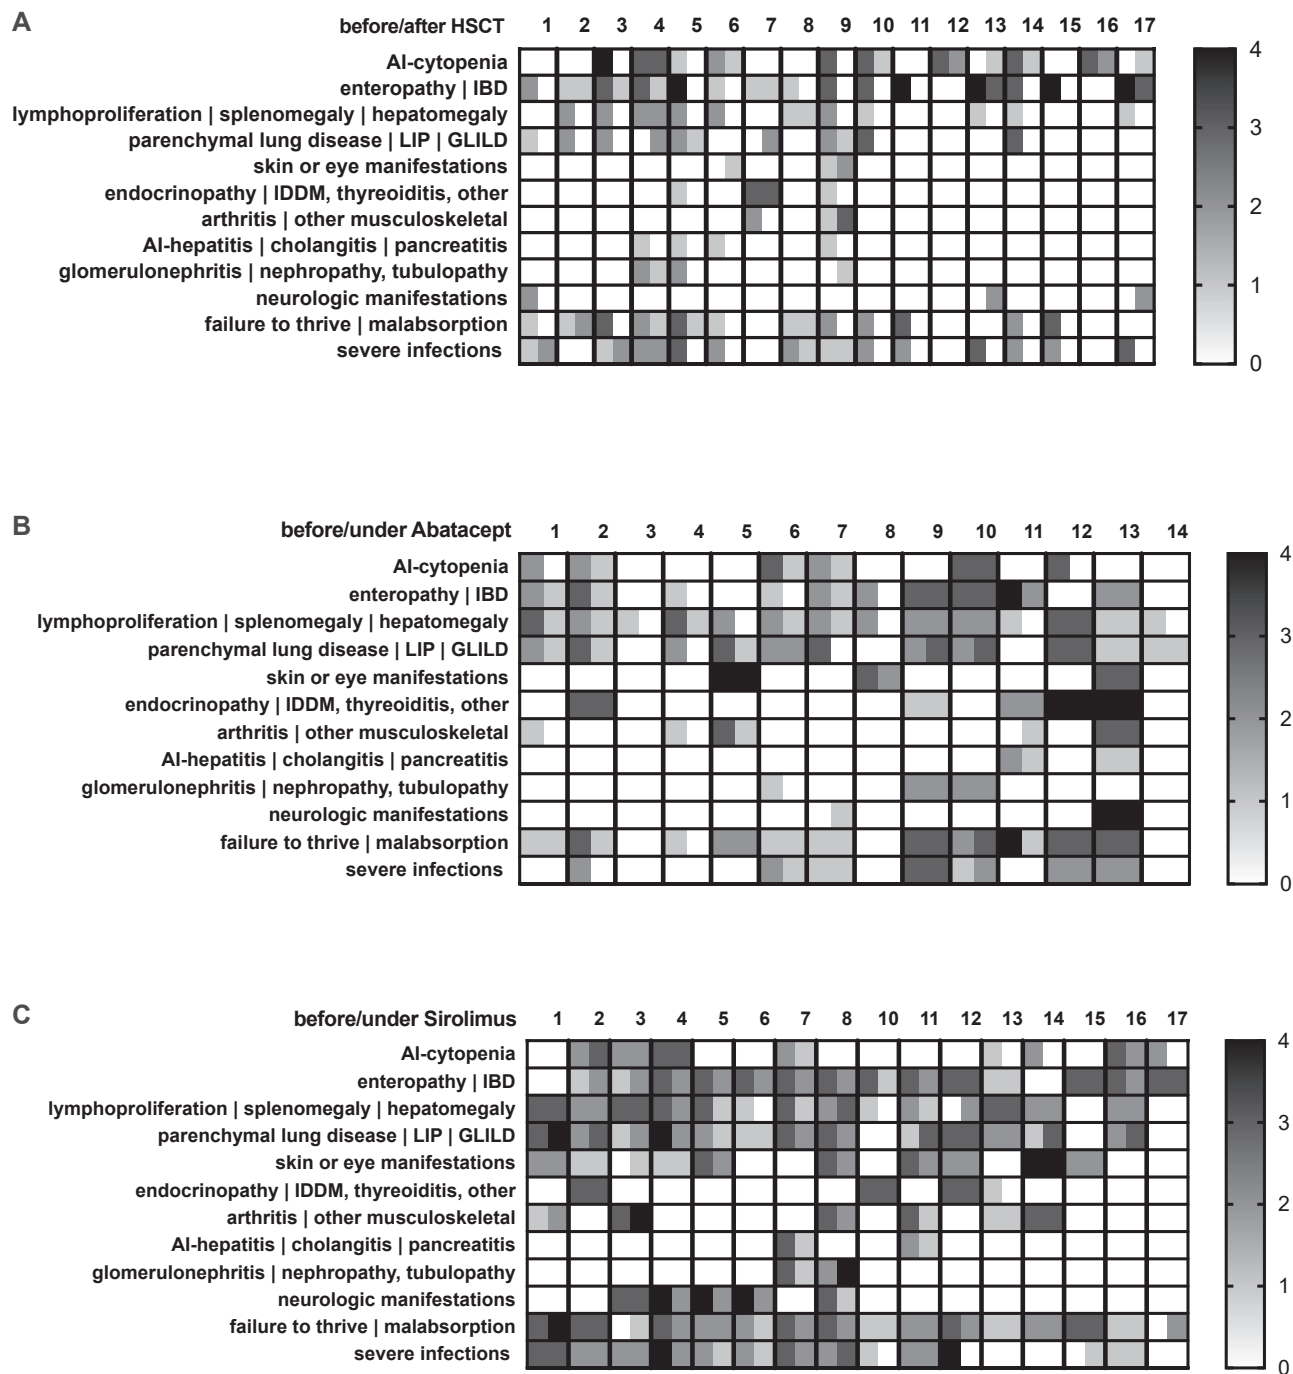 A
before/after HSCT 1 2 3 4 5 6 7 8 9 10 11 12 13 14 15 16 17
AI-cytopenia
enteropathy | IBD
lymphoproliferation | splenomegaly | hepatomegaly
parenchymal lung disease | LIP | GLILD
skin or eye manifestations
endocrinopathy | IDDM, thyreoiditis, other
arthritis | other musculoskeletal
AI-hepatitis | cholangitis | pancreatitis
glomerulonephritis | nephropathy, tubulopathy
neurologic manifestations
failure to thrive | malabsorption
severe infections
4
3
2
1
0
B
before/under Abatacept 1 2 3 4 5 6 7 8 9 10 11 12 13 14
AI-cytopenia
enteropathy | IBD
lymphoproliferation | splenomegaly | hepatomegaly
parenchymal lung disease | LIP | GLILD
skin or eye manifestations
endocrinopathy | IDDM, thyreoiditis, other
arthritis | other musculoskeletal
AI-hepatitis | cholangitis | pancreatitis
glomerulonephritis | nephropathy, tubulopathy
neurologic manifestations
failure to thrive | malabsorption
severe infections
4
3
2
1
0
C
before/under Sirolimus 1 2 3 4 5 6 7 8 10 11 12 13 14 15 16 17
AI-cytopenia
enteropathy | IBD
lymphoproliferation | splenomegaly | hepatomegaly
parenchymal lung disease | LIP | GLILD
skin or eye manifestations
endocrinopathy | IDDM, thyreoiditis, other
arthritis | other musculoskeletal
AI-hepatitis | cholangitis | pancreatitis
glomerulonephritis | nephropathy, tubulopathy
neurologic manifestations
failure to thrive | malabsorption
severe infections
4
3
2
1
0